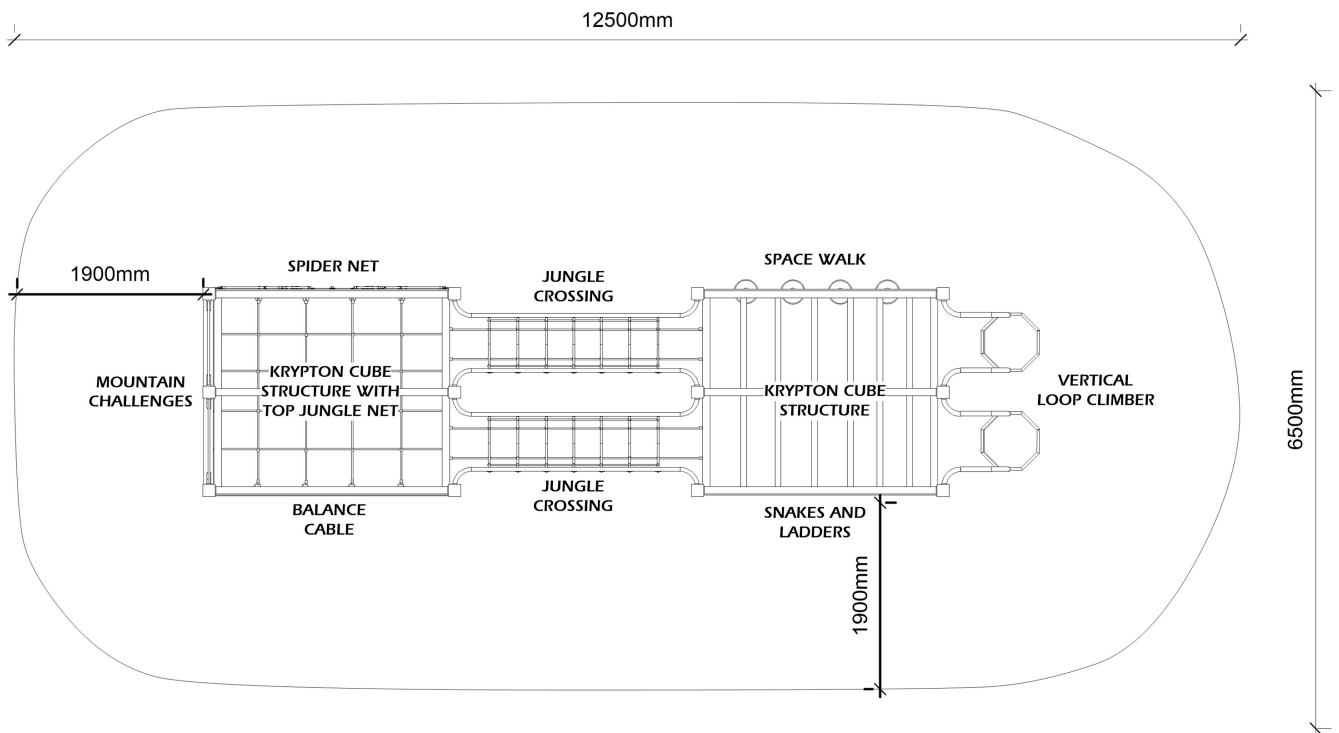 12500mm
1900mm
SPIDER NET
JUNGLE
CROSSING
SPACE WALK
MOUNTAIN
CHALLENGES
KRYPTON CUBE
STRUCTURE WITH
TOP JUNGLE NET
KRYPTON CUBE
STRUCTURE
VERTICAL
LOOP CLIMBER
6500mm
BALANCE
CABLE
JUNGLE
CROSSING
SNAKES AND
LADDERS
1900mm